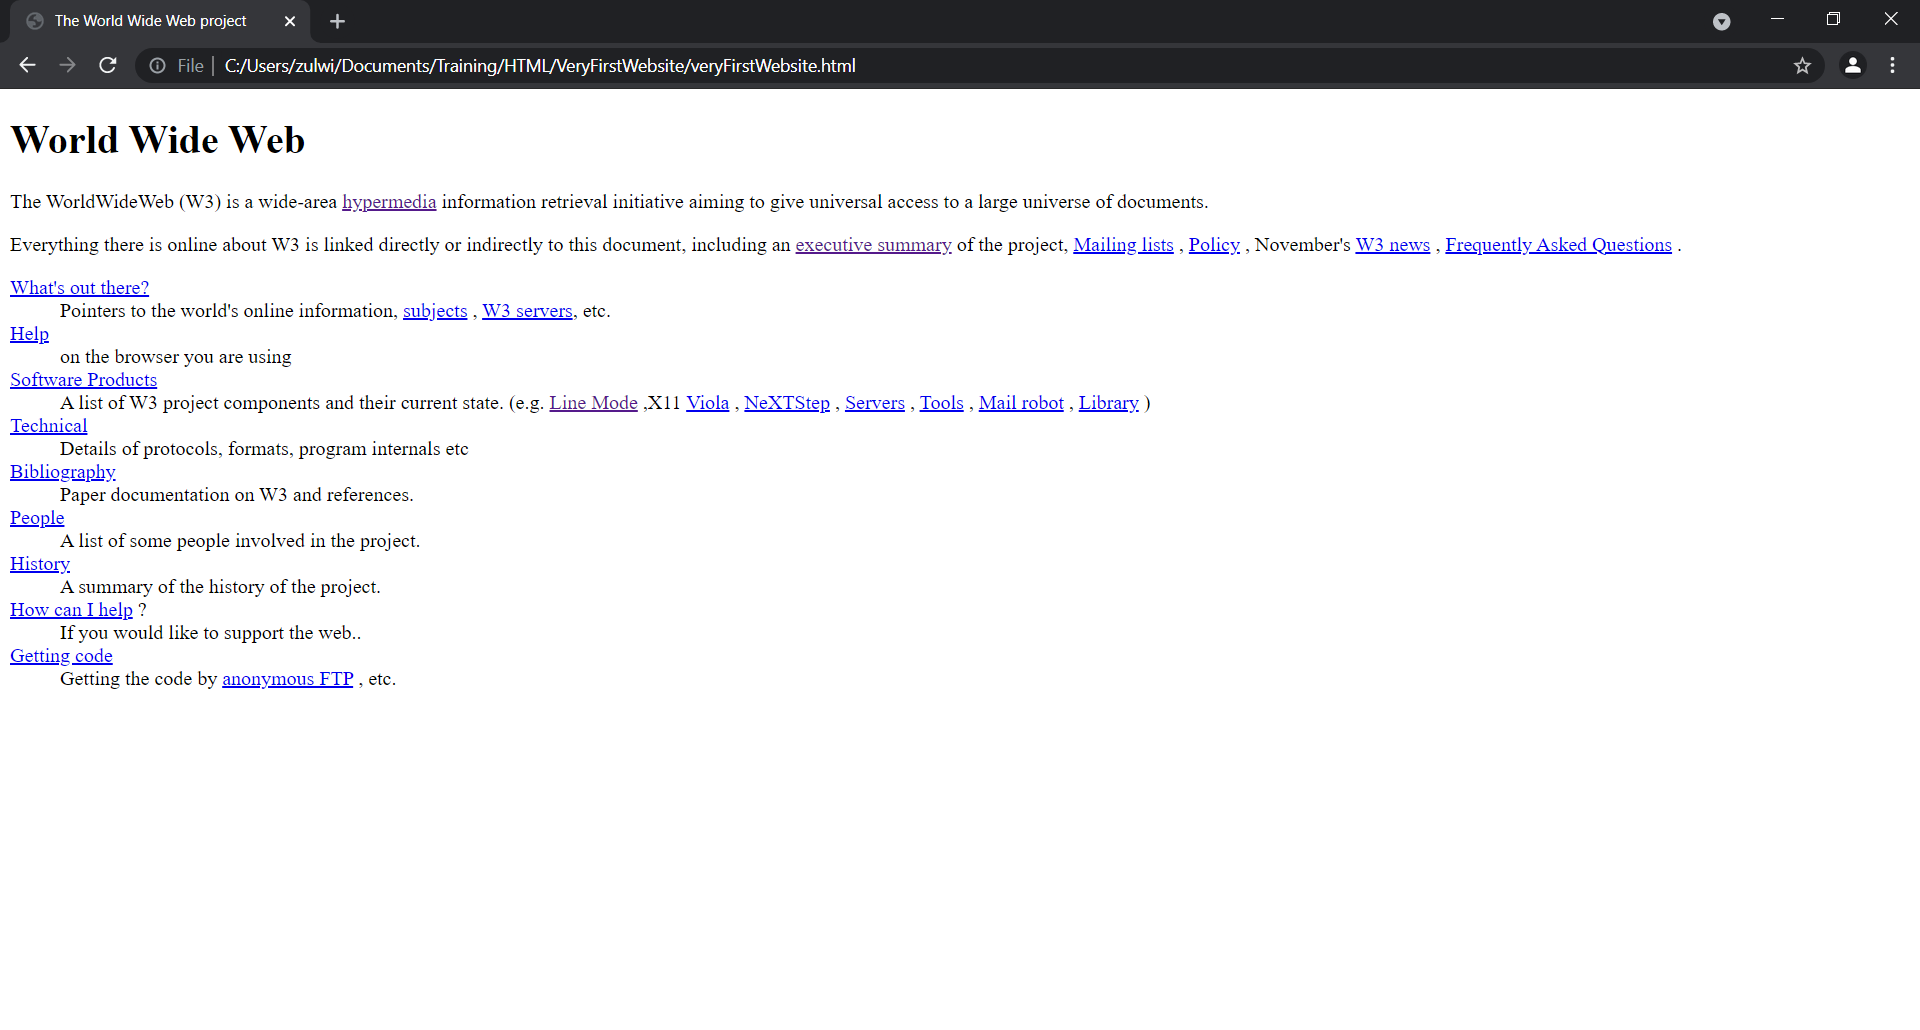 The World Wide Web project
File | C:/Users/zulwi/Documents/Training/HTML/VeryFirstWebsite/veryFirstWebsite.html
World Wide Web
The WorldWideWeb (W3) is a wide-area hypermedia information retrieval initiative aiming to give universal access to a large universe of documents.
Everything there is online about W3 is linked directly or indirectly to this document, including an executive summary of the project, Mailing lists , Policy , November's W3 news , Frequently Asked Questions .
What's out there?
Pointers to the world's online information, subjects , W3 servers, etc.
Help
on the browser you are using
Software Products
A list of W3 project components and their current state. (e.g. Line Mode ,X11 Viola , NeXTStep , Servers , Tools , Mail robot , Library )
Technical
Details of protocols, formats, program internals etc
Bibliography
Paper documentation on W3 and references.
People
A list of some people involved in the project.
History
A summary of the history of the project.
How can I help ?
If you would like to support the web..
Getting code
Getting the code by anonymous FTP , etc.